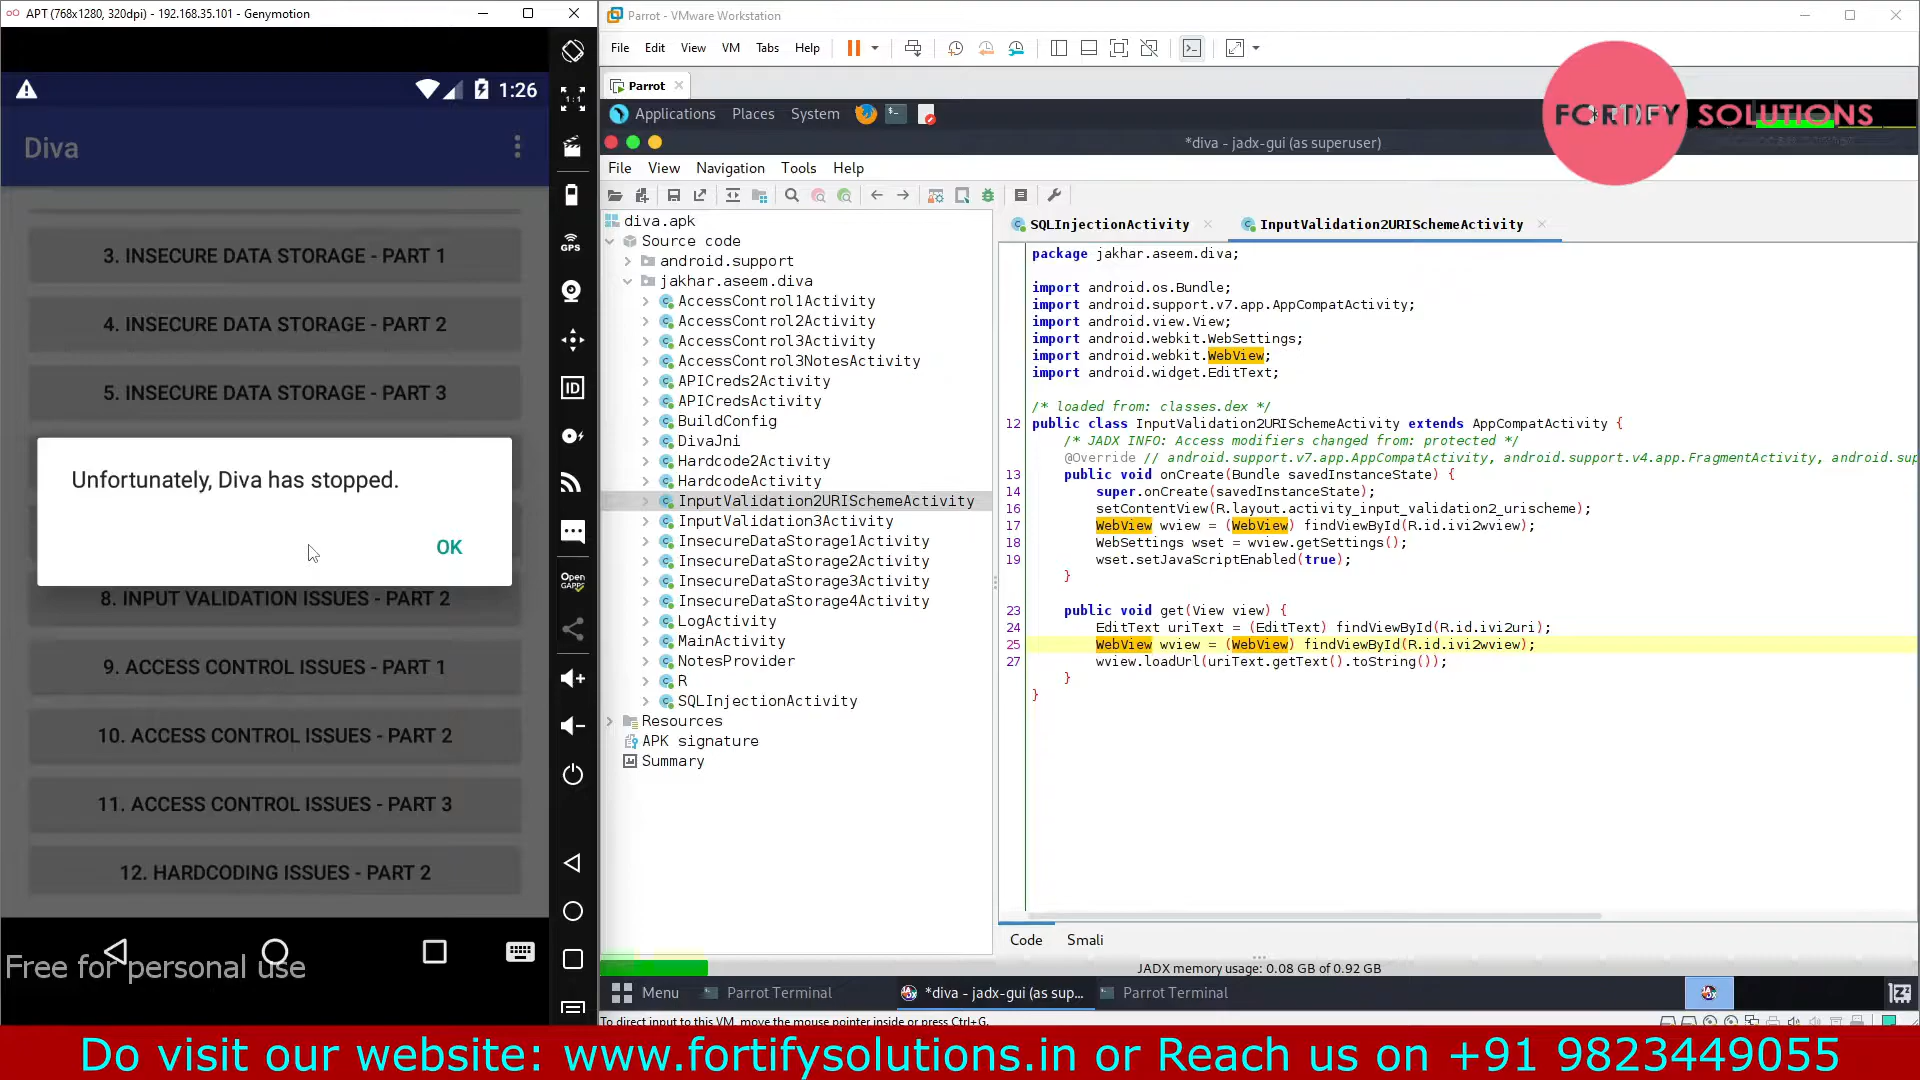 APT (768x1280, 320dpi) - 192.168.35.101 - Genymotion
1:26
Diva
3. INSECURE DATA STORAGE - PART 1
4. INSECURE DATA STORAGE - PART 2
5. INSECURE DATA STORAGE - PART 3
Unfortunately, Diva has stopped.
OK
8. INPUT VALIDATION ISSUES - PART 2
9. ACCESS CONTROL ISSUES - PART 1
10. ACCESS CONTROL ISSUES - PART 2
11. ACCESS CONTROL ISSUES - PART 3
12. HARDCODING ISSUES - PART 2
Free for personal use
1:1
GPS
ID
Open
GAPPS
Parrot - VMware Workstation
File Edit View VM Tabs Help
Parrot
Applications Places System
FORTIFY SOLUTIONS
*diva - jadx-gui (as superuser)
File View Navigation Tools Help
diva.apk
Source code
android.support
jakhar.aseem.diva
AccessControl1Activity
AccessControl2Activity
AccessControl3Activity
AccessControl3NotesActivity
APICreds2Activity
APICredsActivity
BuildConfig
DivaJni
Hardcode2Activity
HardcodeActivity
InputValidation2URISchemeActivity
InputValidation3Activity
InsecureDataStorage1Activity
InsecureDataStorage2Activity
InsecureDataStorage3Activity
InsecureDataStorage4Activity
LogActivity
MainActivity
NotesProvider
R
SQLInjectionActivity
Resources
APK signature
Summary
SQLInjectionActivity InputValidation2URISchemeActivity
package jakhar.aseem.diva;
import android.os.Bundle;
import android.support.v7.app.AppCompatActivity;
import android.view.View;
import android.webkit.WebSettings;
import android.webkit.WebView;
import android.widget.EditText;
/* loaded from: classes.dex */
12 public class InputValidation2URISchemeActivity extends AppCompatActivity {
/* JADX INFO: Access modifiers changed from: protected */
@Override // android.support.v7.app.AppCompatActivity, android.support.v4.app.FragmentActivity, android.sup
13 public void onCreate(Bundle savedInstanceState) {
14 super.onCreate(savedInstanceState);
16 setContentView(R.layout.activity_input_validation2_urischeme);
17 WebView wview = (WebView) findViewById(R.id.ivi2wview);
18 WebSettings wset = wview.getSettings();
19 wset.setJavaScriptEnabled(true);
}
23 public void get(View view) {
24 EditText uriText = (EditText) findViewById(R.id.ivi2uri);
25 WebView wview = (WebView) findViewById(R.id.ivi2wview);
27 wview.loadUrl(uriText.getText().toString());
}
}
Code Smali
JADX memory usage: 0.08 GB of 0.92 GB
Menu Parrot Terminal *diva - jadx-gui (as sup... Parrot Terminal
To direct input to this VM, move the mouse pointer inside or press Ctrl+G.
Do visit our website: www.fortifysolutions.in or Reach us on +91 9823449055